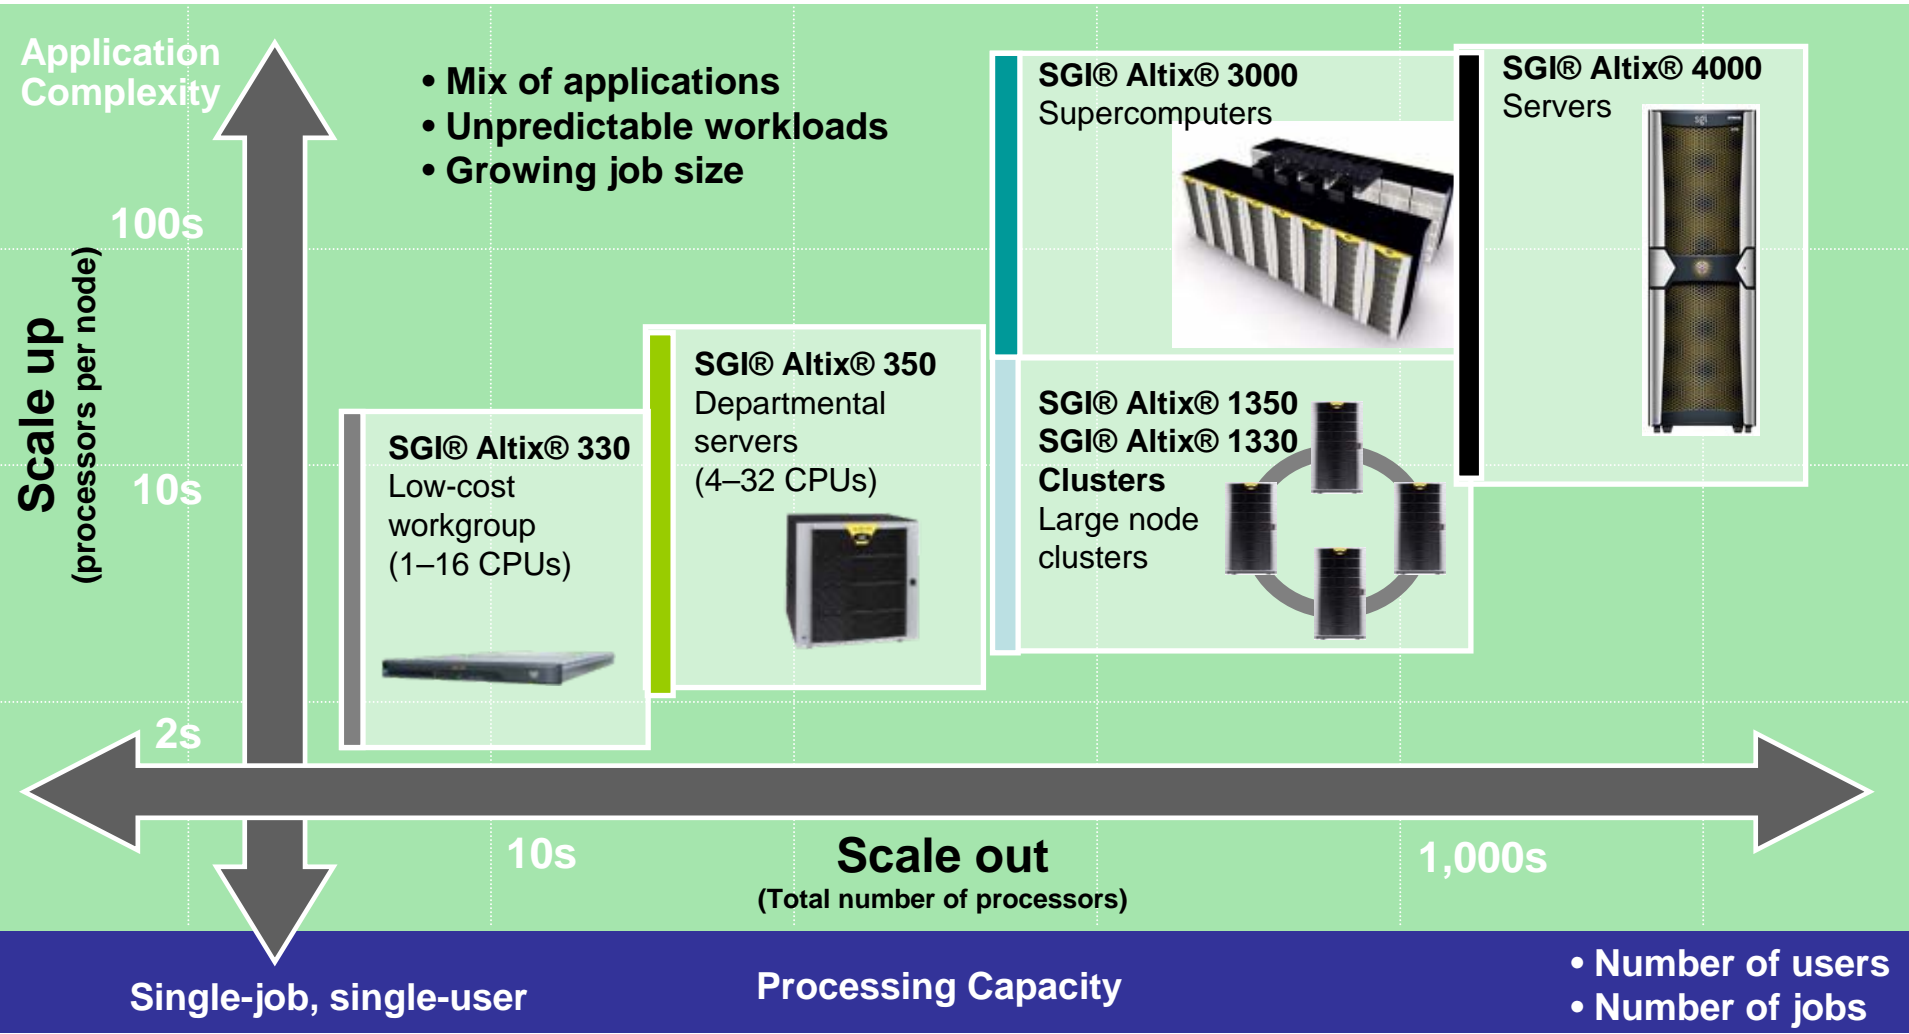 Application
Complexity
• Mix of applications
• Unpredictable workloads
• Growing job size
SGI® Altix® 3000
Supercomputers
SGI® Altix® 4000
Servers
sgi
100s
10s
2s
Scale up
(processors per node)
SGI® Altix® 330
Low-cost
workgroup
(1–16 CPUs)
SGI® Altix® 350
Departmental
servers
(4–32 CPUs)
SGI® Altix® 1350
SGI® Altix® 1330
Clusters
Large node
clusters
10s
Scale out
(Total number of processors)
1,000s
Single-job, single-user
Processing Capacity
• Number of users
• Number of jobs